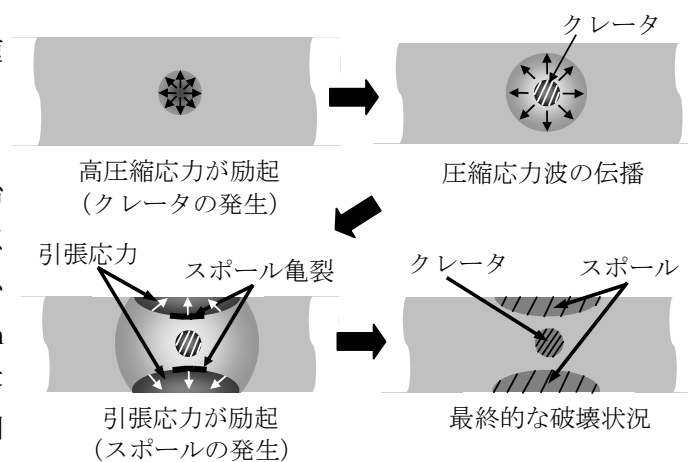 クレータ
高圧縮応力が励起
（クレータの発生）
圧縮応力波の伝播
引張応力
スポール亀裂
クレータ
スポール
引張応力が励起
（スポールの発生）
最終的な破壊状況